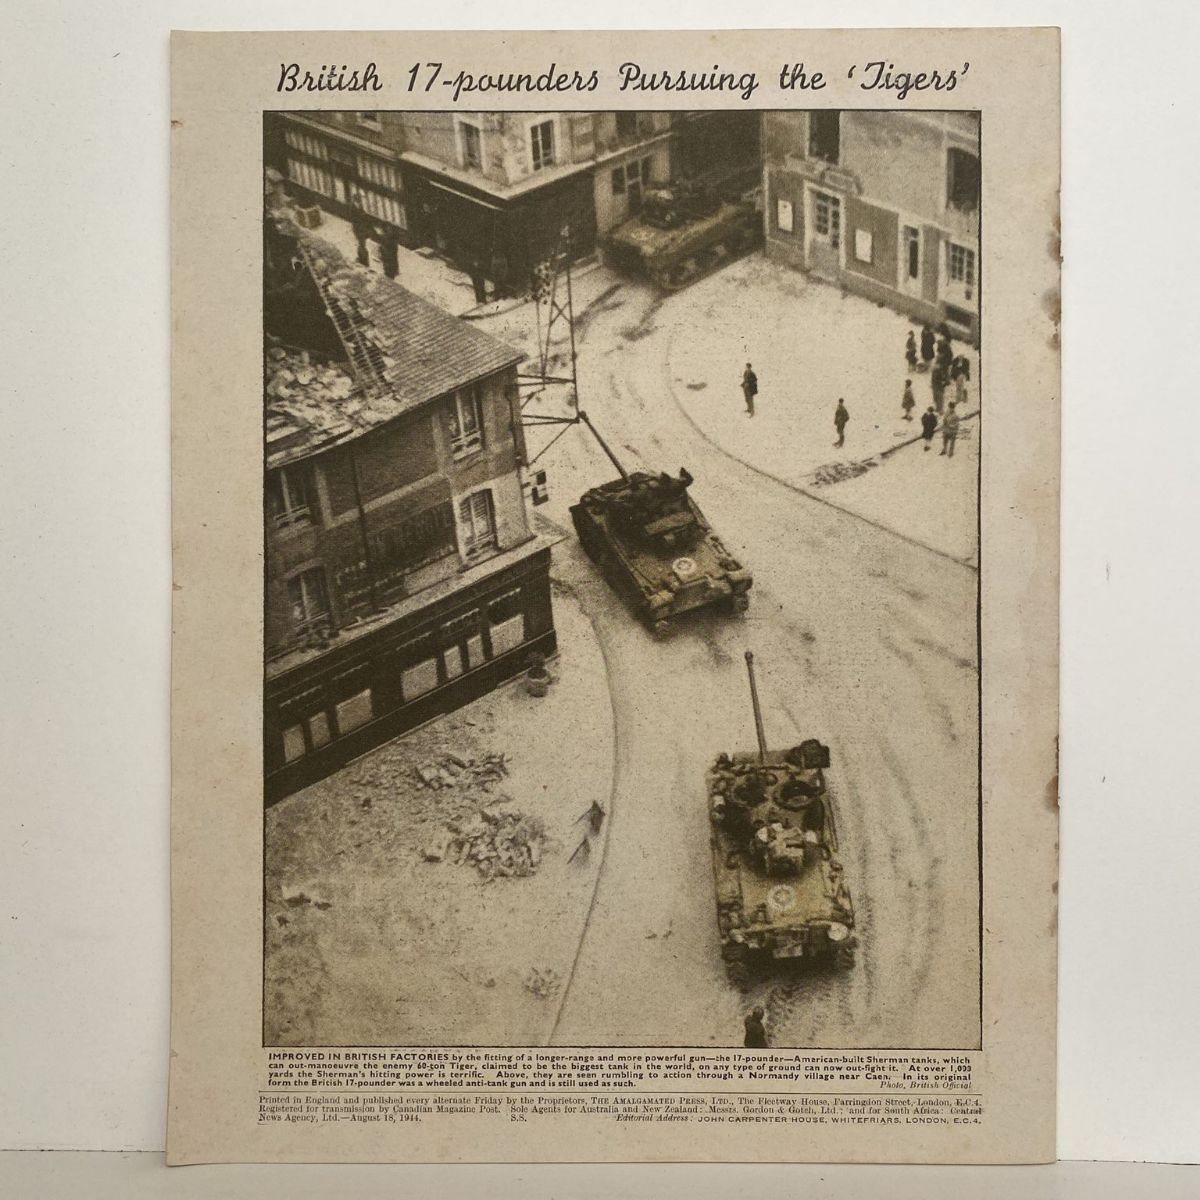 British 17-pounders Pursuing the 'Tigers'
IMPROVED IN BRITISH FACTORIES by the fitting of a longer-range and more powerful gun—the 17-pounder—American-built Sherman tanks, which
can out-manoeuvre the enemy 60-ton Tiger, claimed to be the biggest tank in the world, on any type of ground can now out-fight it. At over 1,000
yards the Sherman's hitting power is terrific. Above, they are seen rumbling to action through a Normandy village near Caen. In its original
form the British 17-pounder was a wheeled anti-tank gun and is still used as such. Photo, British Official
Printed in England and published every alternate Friday by the Proprietors, THE AMALGAMATED PRESS, LTD., The Fleetway House, Farringdon Street, London, E.C.4.
Registered for transmission by Canadian Magazine Post. Sole Agents for Australia and New Zealand: Messrs. Gordon & Gotch, Ltd.; and for South Africa: Central
News Agency, Ltd.—August 18, 1944. S.S. Editorial Address: JOHN CARPENTER HOUSE, WHITEFRIARS, LONDON, E.C.4.